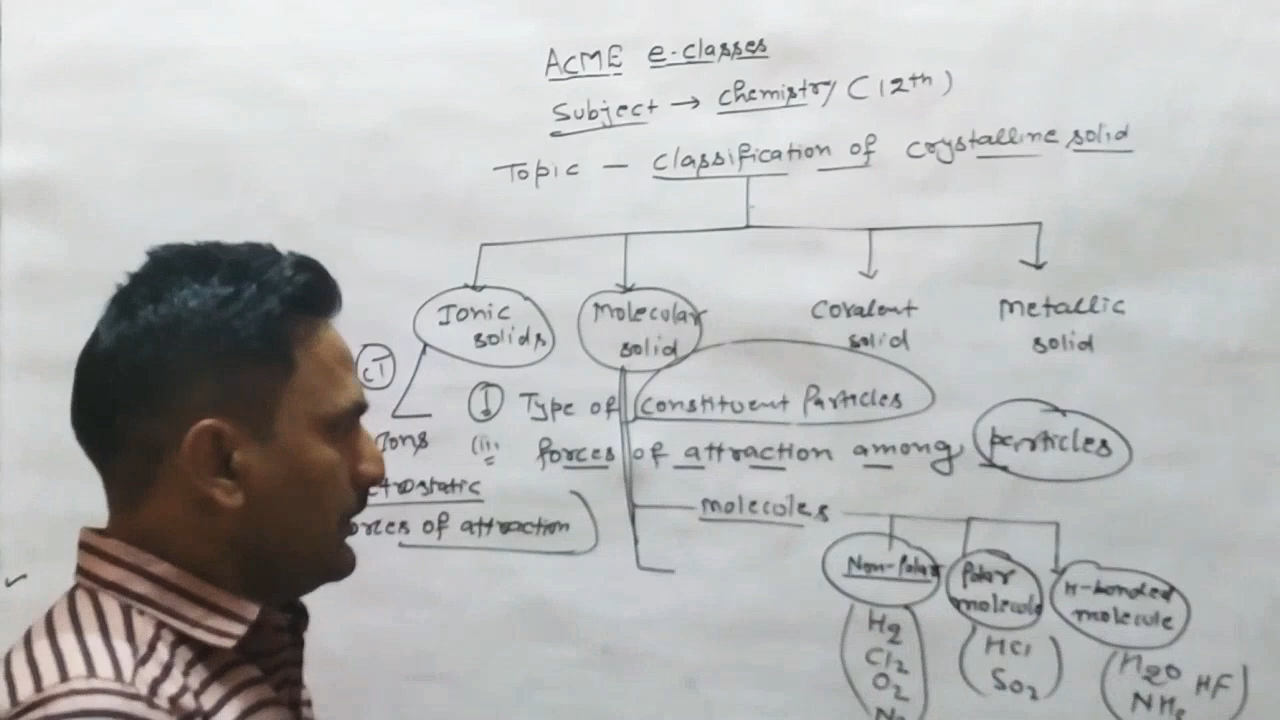 ACME e-classes
Subject → chemistry (12th)
Topic — classification of crystalline solid
Ionic solids
Molecular solid
Covalent solid
Metallic solid
I Type of constituent Particles
Ions (ii) forces of attraction among particles
ctrostatic
orces of attraction
molecules
Non-Polar
Polar molecule
H-bonded molecule
H2
Cl2
O2
HCl
SO2
H2O HF